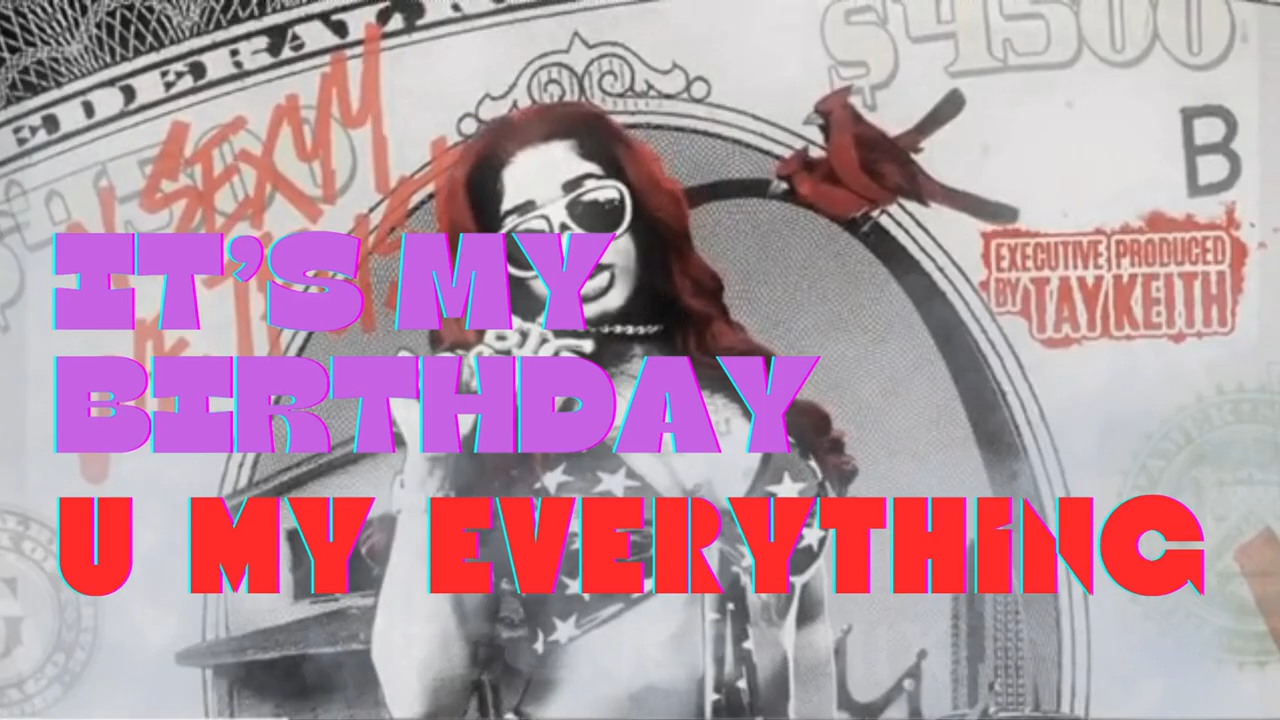 $4500
B
SEXY
EXECUTIVE PRODUCED
BY TAY KEITH
IT'S MY
BIRTHDAY
U MY EVERYTHING